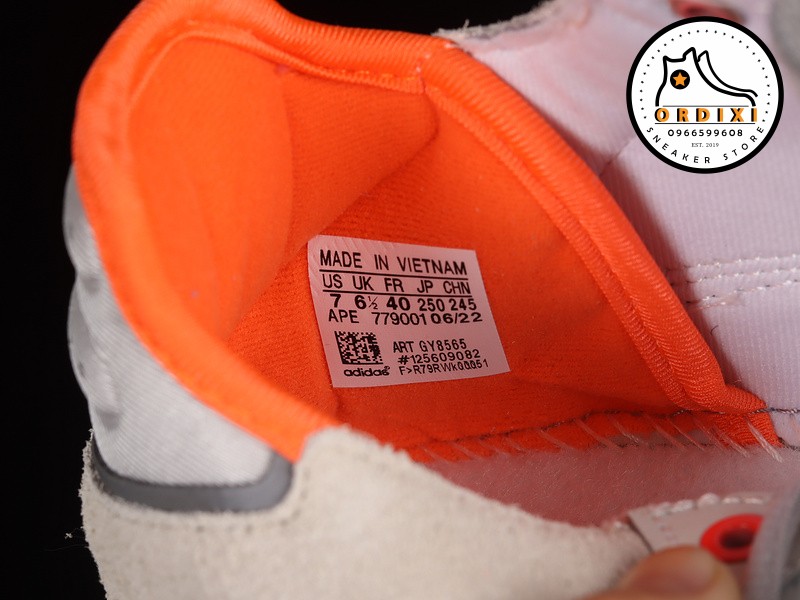 ORDIXI
0966599608
EST. 2019
SNEAKER STORE
MADE IN VIETNAM
US UK FR JP CHN
7 6½ 40 250 245
APE 779001 06/22
ART GY8565
#125609082
adidas F>R79RWk00051